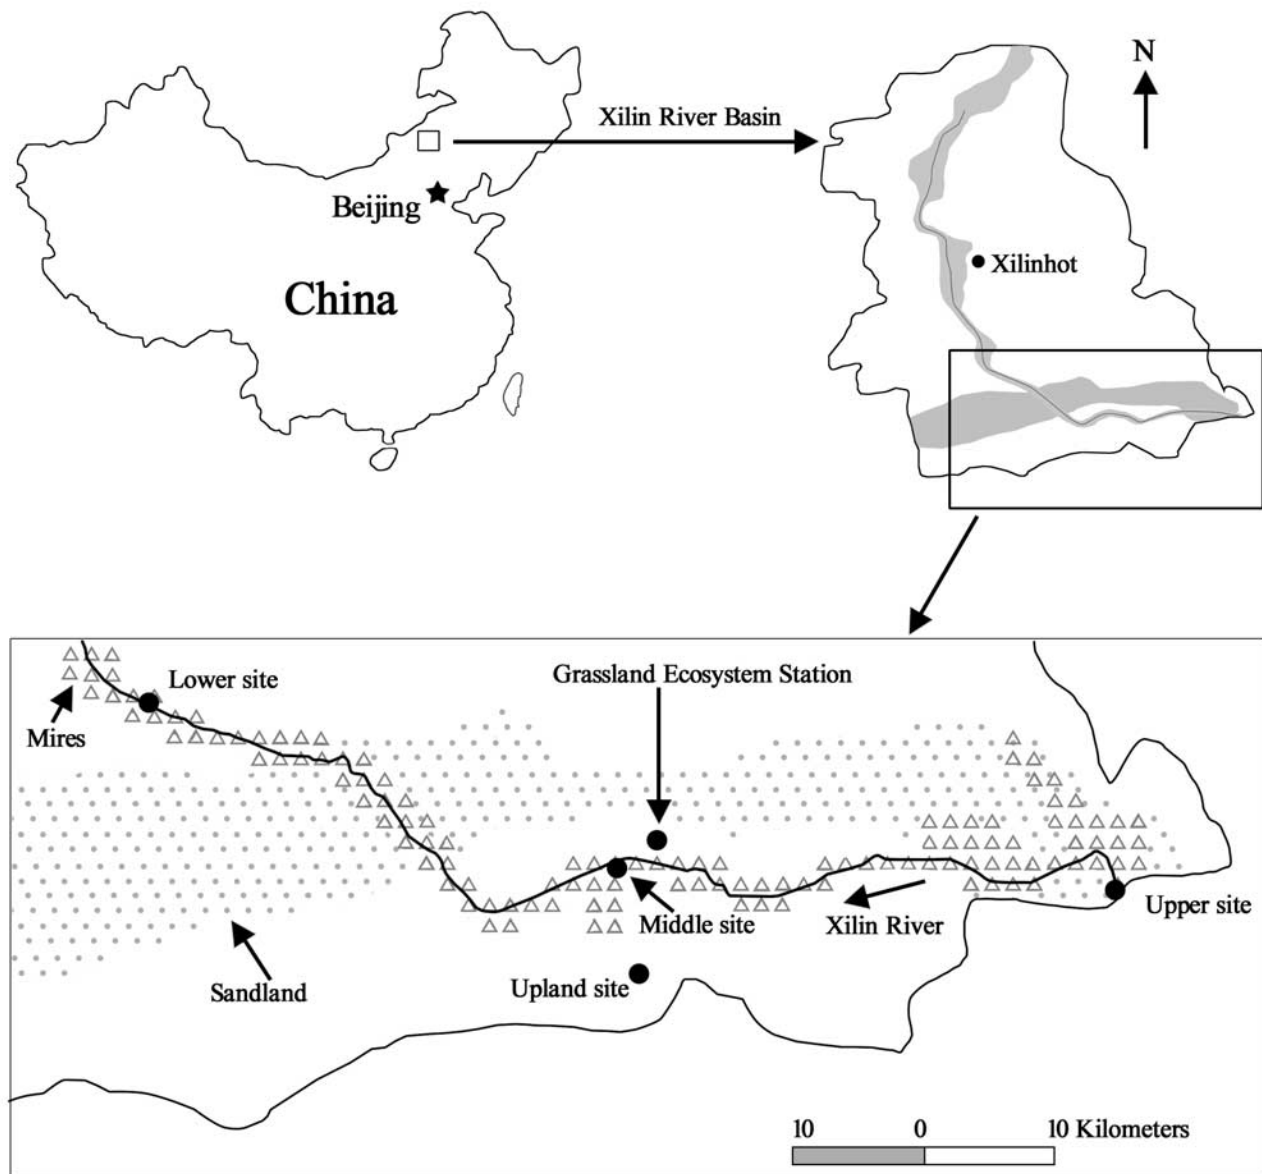 N
Xilin River Basin
Beijing
China
Xilinhot
Lower site
Grassland Ecosystem Station
Mires
Middle site
Xilin River
Upper site
Upland site
Sandland
10 0 10 Kilometers